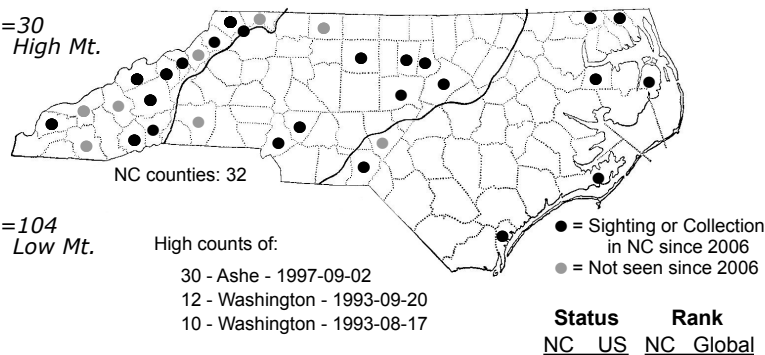 =30
High Mt.
NC counties: 32
=104
Low Mt.
High counts of:
30 - Ashe - 1997-09-02
12 - Washington - 1993-09-20
10 - Washington - 1993-08-17
= Sighting or Collection
in NC since 2006
= Not seen since 2006
Status Rank
NC US NC Global